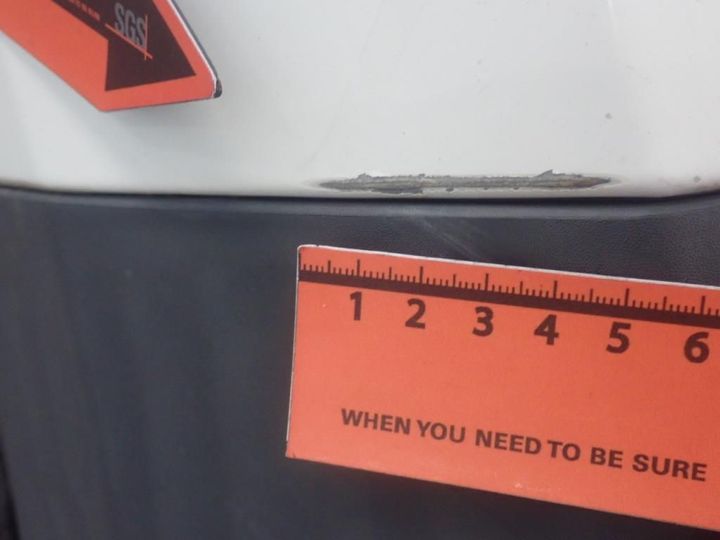 SGS
1 2 3 4 5 6
WHEN YOU NEED TO BE SURE